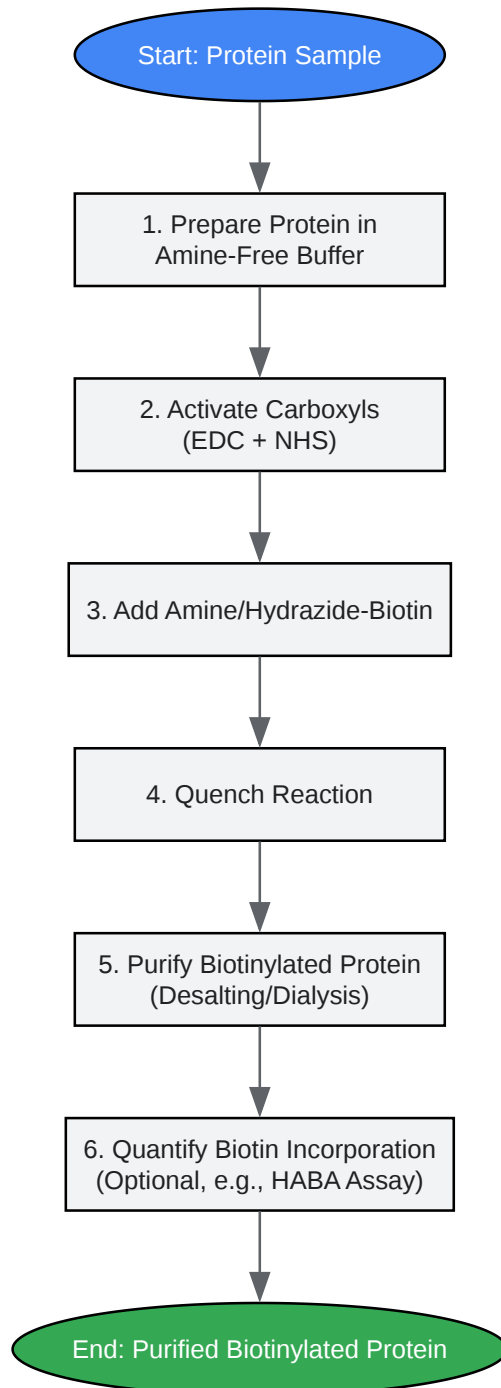 Start: Protein Sample
1. Prepare Protein in
Amine-Free Buffer
2. Activate Carboxyls
(EDC + NHS)
3. Add Amine/Hydrazide-Biotin
4. Quench Reaction
5. Purify Biotinylated Protein
(Desalting/Dialysis)
6. Quantify Biotin Incorporation
(Optional, e.g., HABA Assay)
End: Purified Biotinylated Protein